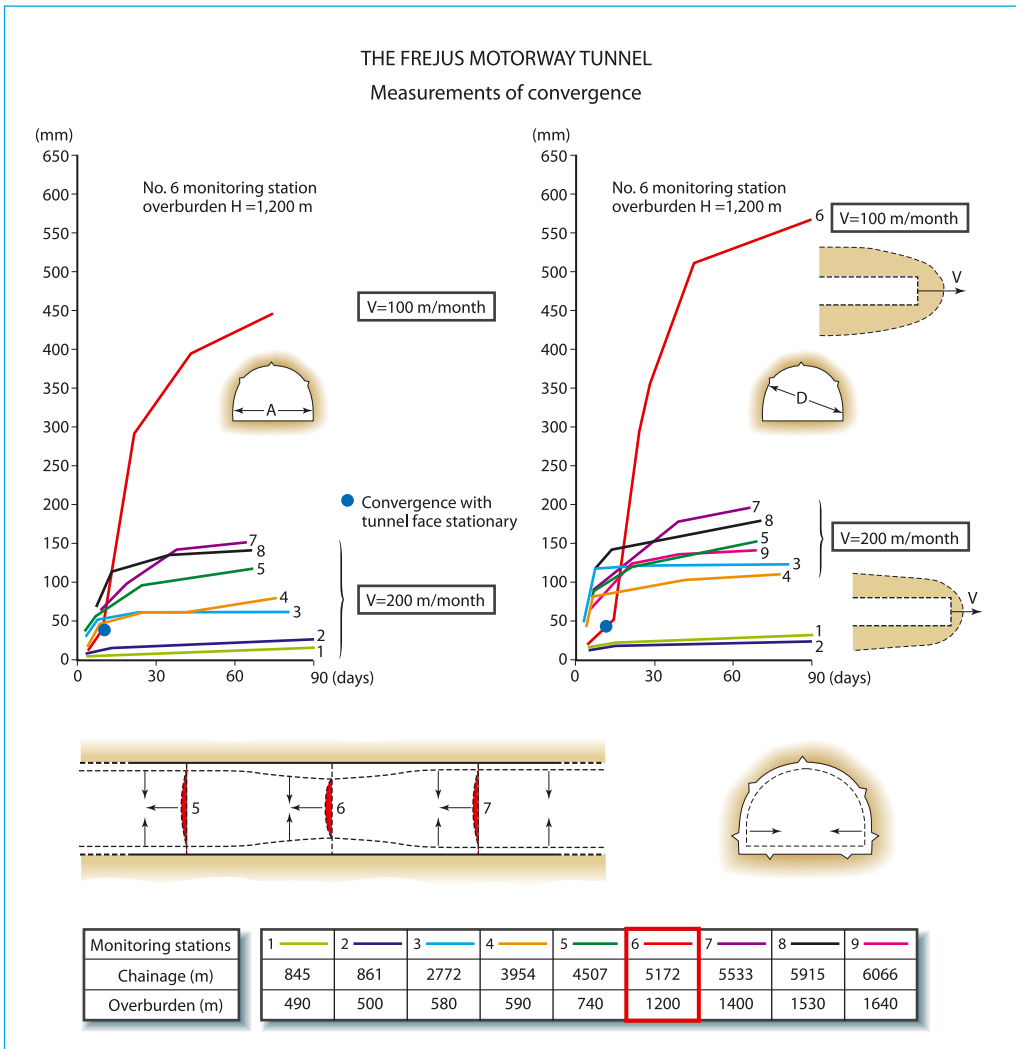 THE FREJUS MOTORWAY TUNNEL
Measurements of convergence
(mm)
650
600
550
500
450
400
350
300
250
200
150
100
50
0
No. 6 monitoring station
overburden H =1,200 m
V=100 m/month
A
Convergence with
tunnel face stationary
7
8
5
4
3
2
1
V=200 m/month
0 30 60 90 (days)
(mm)
650
600
550
500
450
400
350
300
250
200
150
100
50
0
No. 6 monitoring station
overburden H =1,200 m
6
V=100 m/month
V
D
7
8
5
9
3
4
V=200 m/month
V
1
2
0 30 60 90 (days)
5 6 7
Monitoring stations 1 2 3 4 5 6 7 8 9
Chainage (m) 845 861 2772 3954 4507 5172 5533 5915 6066
Overburden (m) 490 500 580 590 740 1200 1400 1530 1640